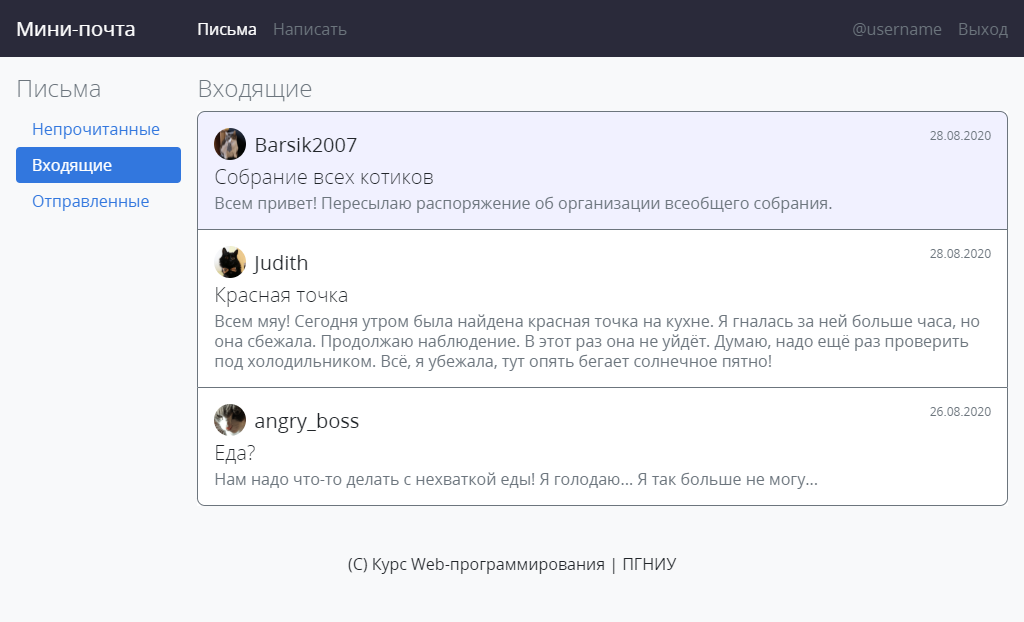 Мини-почта
Письма
Написать
@username
Выход
Письма
Непрочитанные
Входящие
Отправленные
Входящие
Barsik2007
28.08.2020
Собрание всех котиков
Всем привет! Пересылаю распоряжение об организации всеобщего собрания.
Judith
28.08.2020
Красная точка
Всем мяу! Сегодня утром была найдена красная точка на кухне. Я гналась за ней больше часа, но
она сбежала. Продолжаю наблюдение. В этот раз она не уйдёт. Думаю, надо ещё раз проверить
под холодильником. Всё, я убежала, тут опять бегает солнечное пятно!
angry_boss
26.08.2020
Еда?
Нам надо что-то делать с нехваткой еды! Я голодаю... Я так больше не могу...
(С) Курс Web-программирования | ПГНИУ